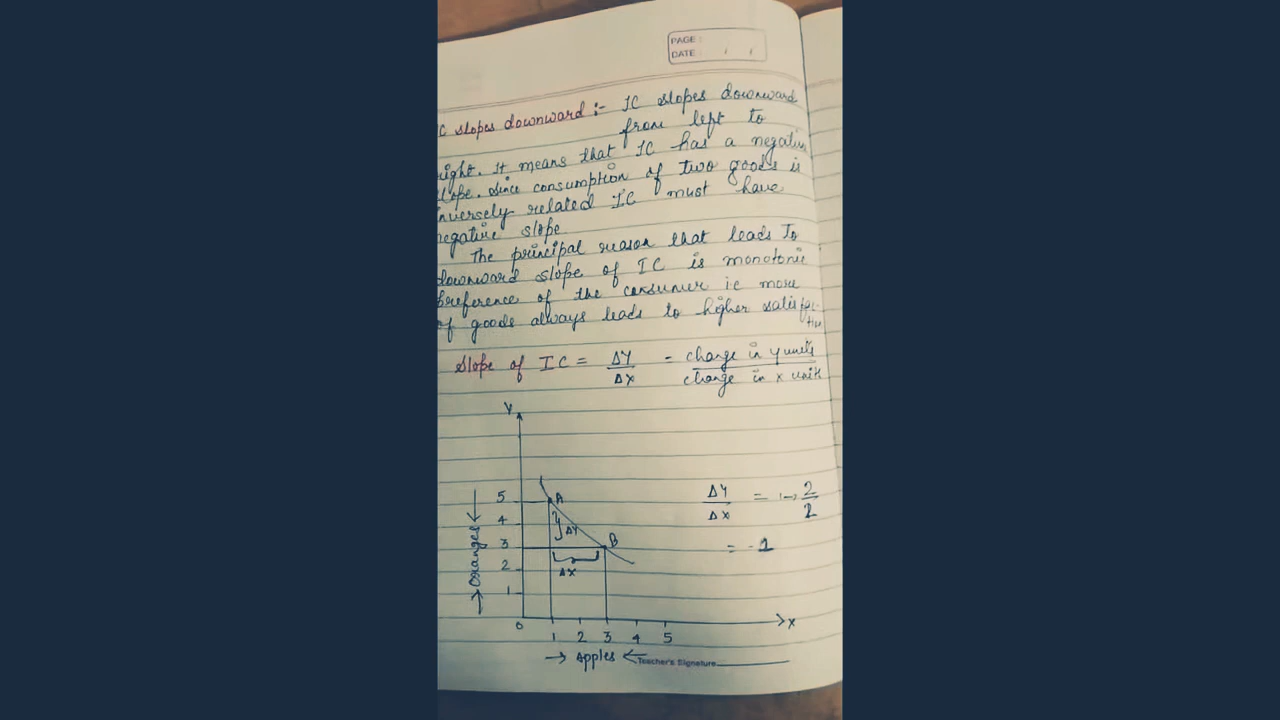 PAGE :
DATE : / /
C slopes downward :- IC slopes downward
from left to
right. It means that IC has a negative
slope. Since consumption of two goods is
inversely related IC must have
negative slope
The principal reason that leads to
downward slope of IC is monotonic
preference of the consumer i.e more
of goods always leads to higher satisfac-
tion
Slope of IC = ΔY/ΔX = change in y units/change in x units
Y
5 A
4 ΔY
3 B
2 ΔX
1
Oranges
0 1 2 3 4 5 X
→ Apples ←
ΔY/ΔX = (-) 2/2
= -1
Teacher's Signature